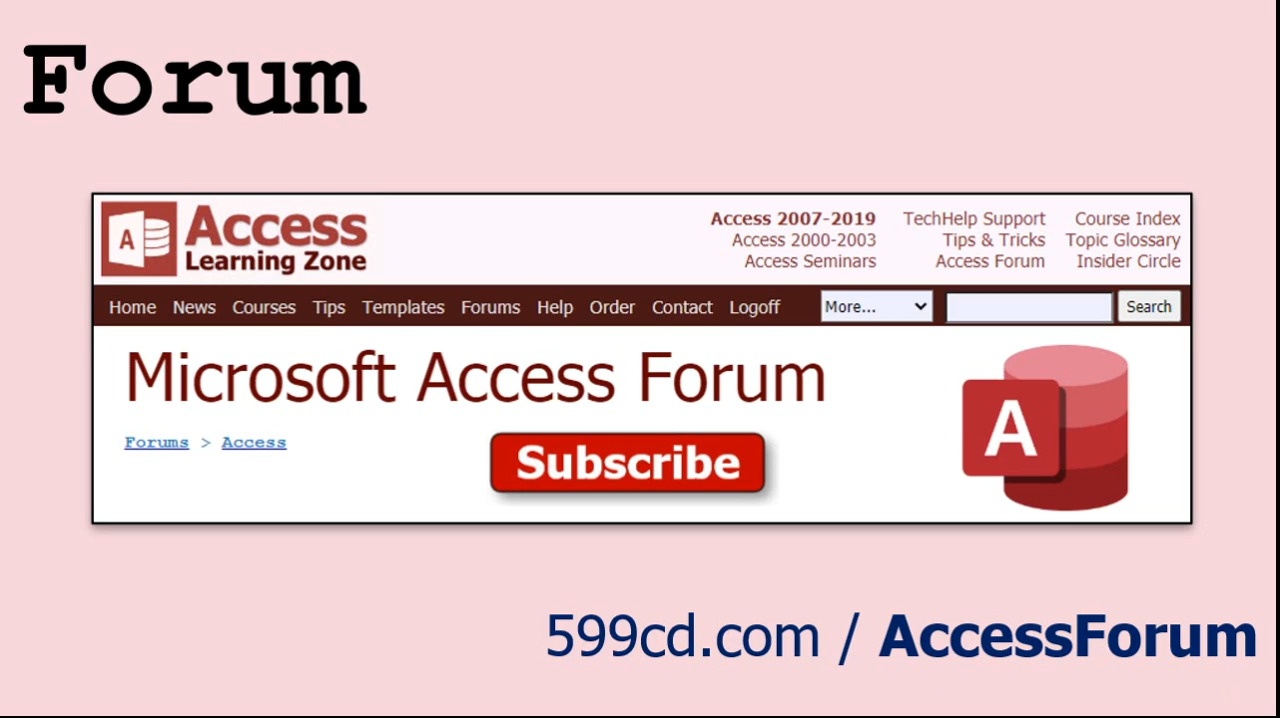 Forum
A
Access
Learning Zone
Access 2007-2019 TechHelp Support Course Index
Access 2000-2003 Tips & Tricks Topic Glossary
Access Seminars Access Forum Insider Circle
Home News Courses Tips Templates Forums Help Order Contact Logoff More... Search
Microsoft Access Forum
Forums > Access
Subscribe
A
599cd.com / AccessForum